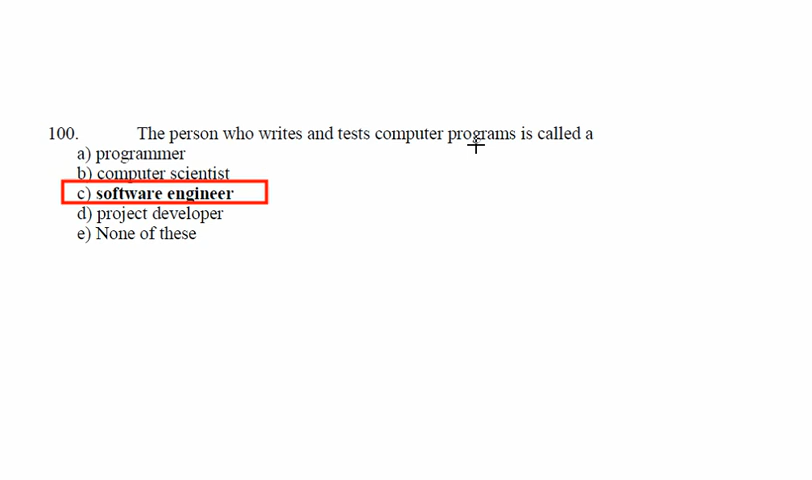 100. The person who writes and tests computer programs is called a
a) programmer
b) computer scientist
c) software engineer
d) project developer
e) None of these